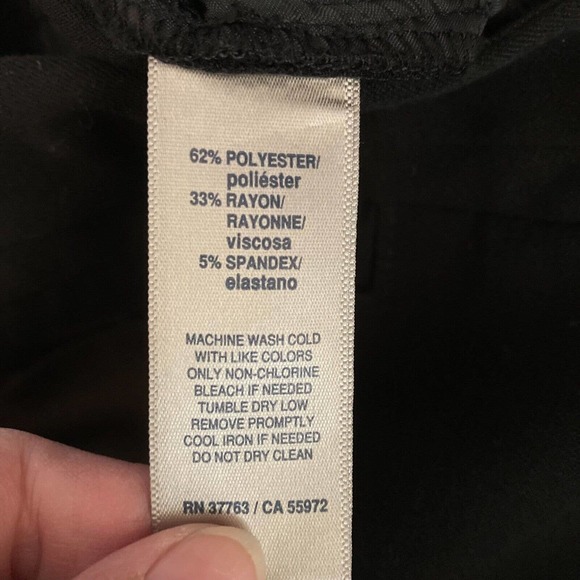 62% POLYESTER/
poliéster
33% RAYON/
RAYONNE/
viscosa
5% SPANDEX/
elastano
MACHINE WASH COLD
WITH LIKE COLORS
ONLY NON-CHLORINE
BLEACH IF NEEDED
TUMBLE DRY LOW
REMOVE PROMPTLY
COOL IRON IF NEEDED
DO NOT DRY CLEAN
RN 37763 / CA 55972